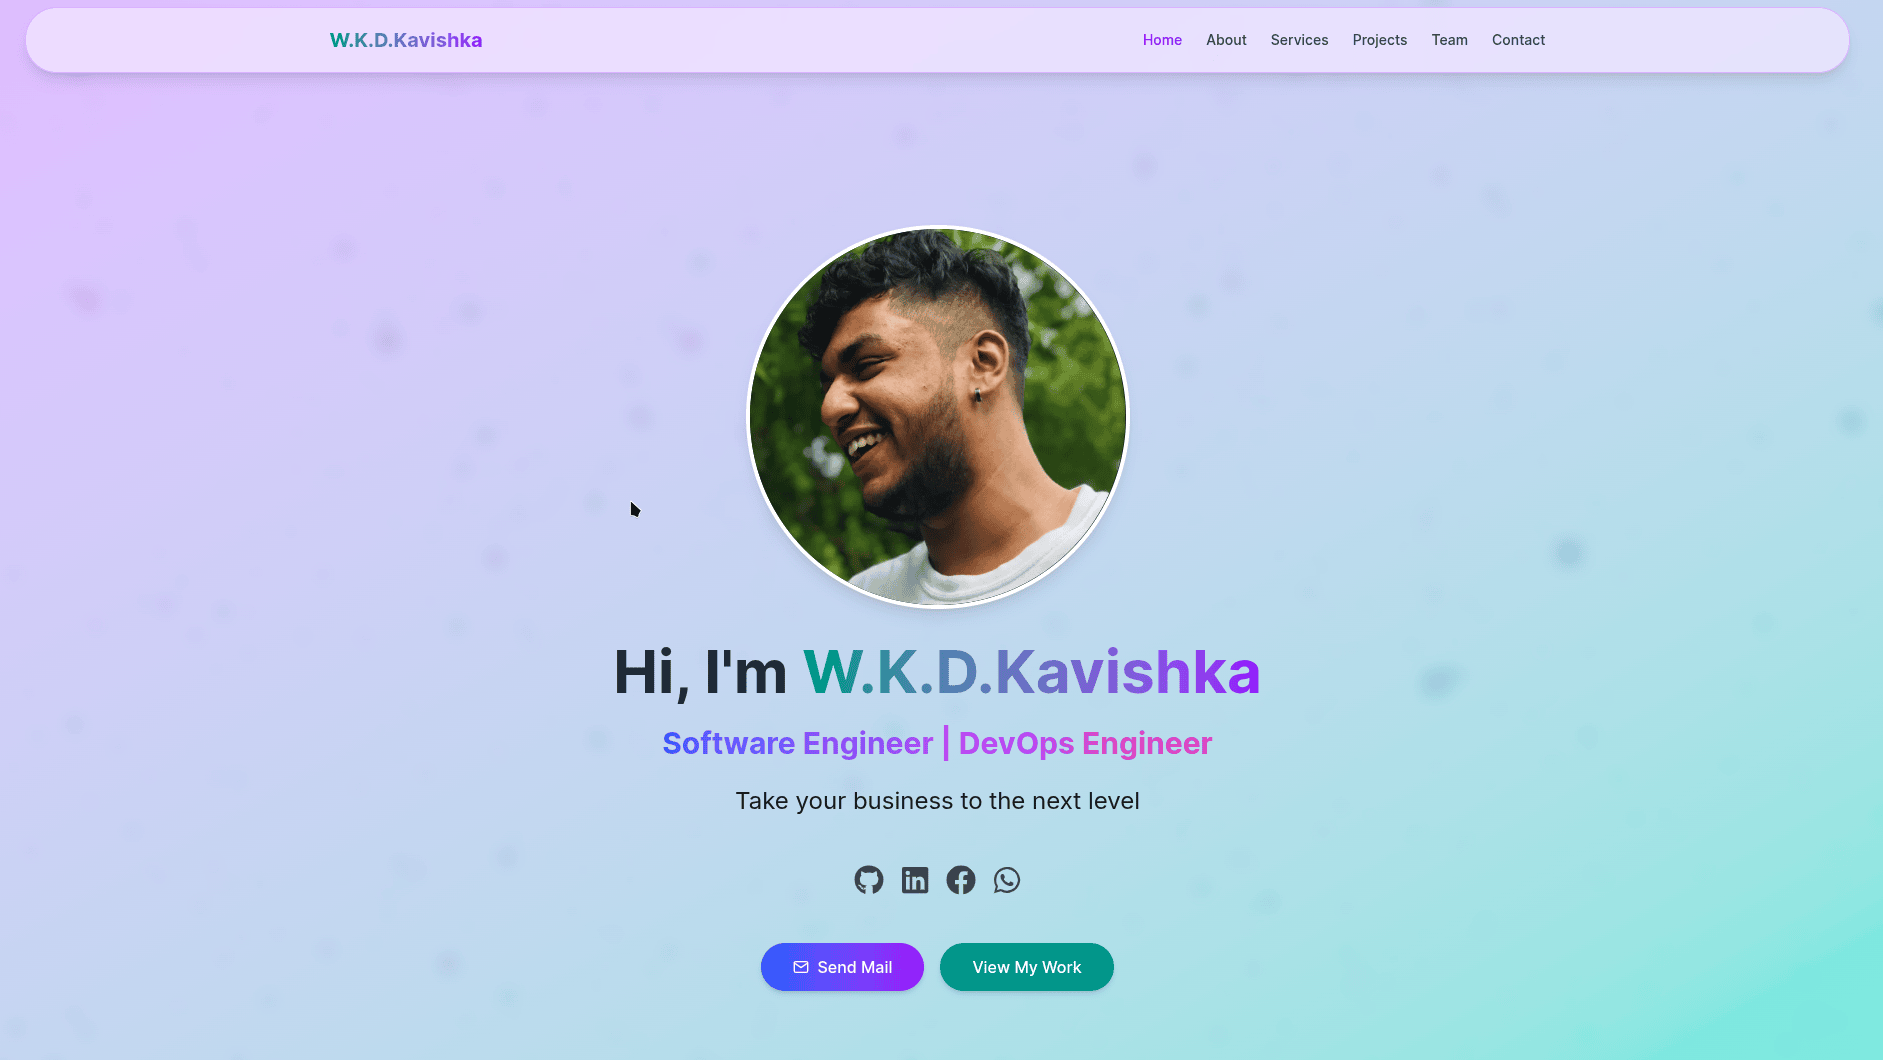 W.K.D.Kavishka
Home About Services Projects Team Contact
Hi, I'm W.K.D.Kavishka
Software Engineer | DevOps Engineer
Take your business to the next level
Send Mail
View My Work